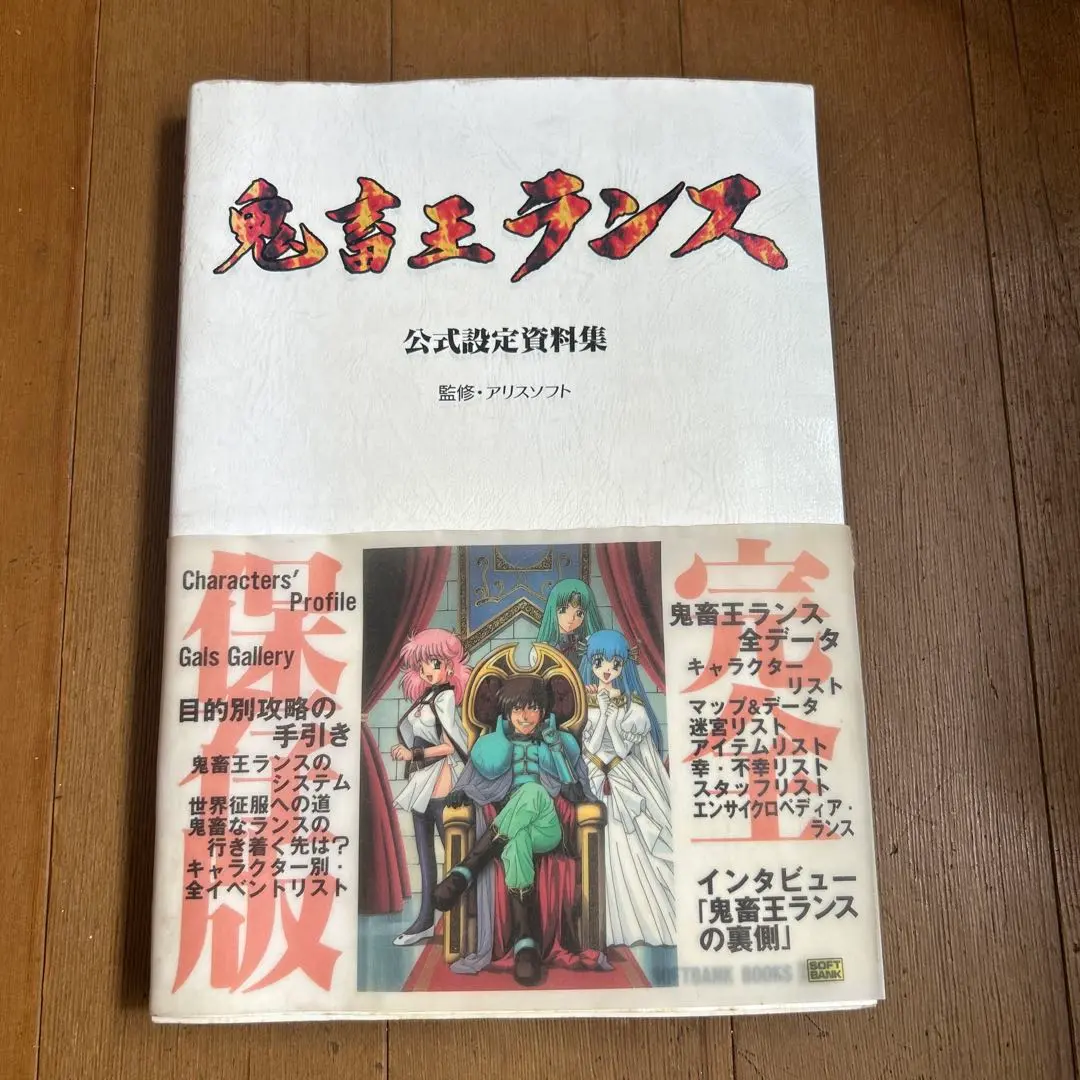 鬼畜王ランス
公式設定資料集
監修・アリスソフト
完全
保存版
Characters'
Profile
Gals Gallery
目的別攻略の
手引き
鬼畜王ランスの
システム
世界征服への道
鬼畜なランスの
行き着く先は?
キャラクター別・
全イベントリスト
鬼畜王ランス
全データ
キャラクター
リスト
マップ&データ
迷宮リスト
アイテムリスト
幸・不幸リスト
スタッフリスト
エンサイクロペディア・
ランス
インタビュー
「鬼畜王ランス
の裏側」
SOFTBANK BOOKS
SOFT
BANK